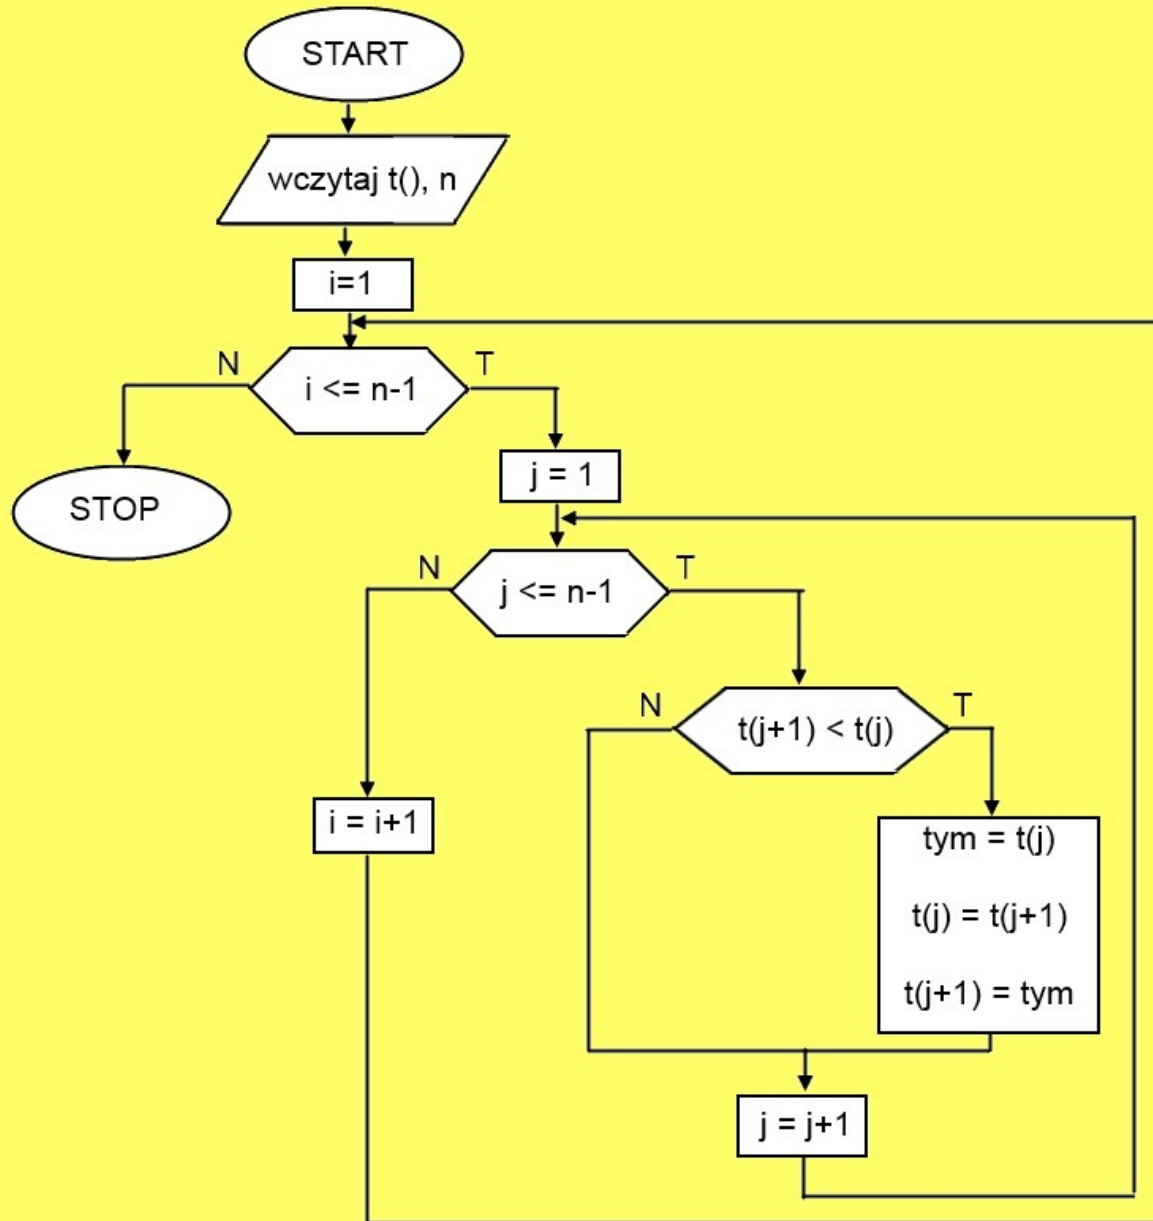 START
wczytaj t(), n
i=1
N
T
i <= n-1
j = 1
STOP
N
T
j <= n-1
N
T
t(j+1) < t(j)
i = i+1
tym = t(j)
t(j) = t(j+1)
t(j+1) = tym
j = j+1